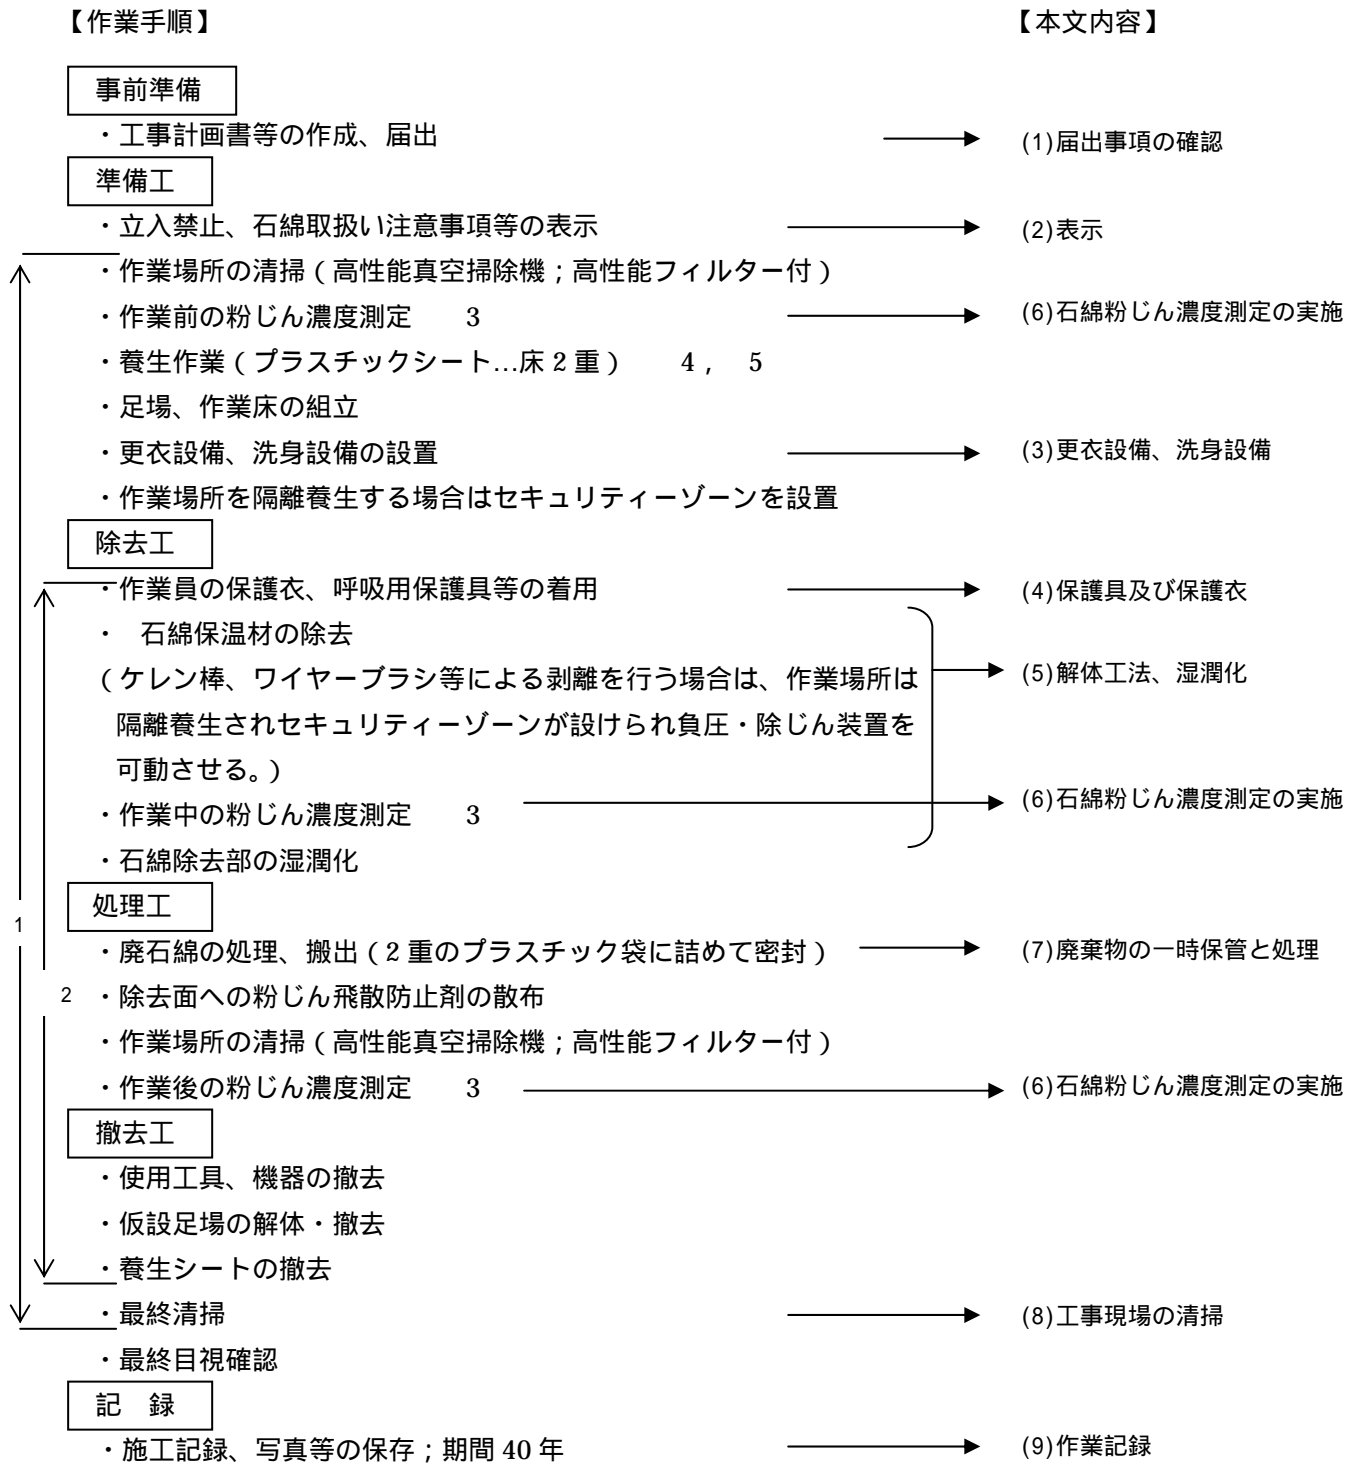 【作業手順】 【本文内容】
事前準備
・工事計画書等の作成、届出 (1)届出事項の確認
準備工
・立入禁止、石綿取扱い注意事項等の表示 (2)表示
・作業場所の清掃（高性能真空掃除機；高性能フィルター付）
・作業前の粉じん濃度測定　3 (6)石綿粉じん濃度測定の実施
・養生作業（プラスチックシート…床2重）　4，　5
・足場、作業床の組立
・更衣設備、洗身設備の設置 (3)更衣設備、洗身設備
・作業場所を隔離養生する場合はセキュリティーゾーンを設置
除去工
・作業員の保護衣、呼吸用保護具等の着用 (4)保護具及び保護衣
・　石綿保温材の除去
（ケレン棒、ワイヤーブラシ等による剥離を行う場合は、作業場所は (5)解体工法、湿潤化
隔離養生されセキュリティーゾーンが設けられ負圧・除じん装置を
可動させる。）
・作業中の粉じん濃度測定　3 (6)石綿粉じん濃度測定の実施
・石綿除去部の湿潤化
処理工
1
・廃石綿の処理、搬出（2重のプラスチック袋に詰めて密封） (7)廃棄物の一時保管と処理
2 ・除去面への粉じん飛散防止剤の散布
・作業場所の清掃（高性能真空掃除機；高性能フィルター付）
・作業後の粉じん濃度測定　3 (6)石綿粉じん濃度測定の実施
撤去工
・使用工具、機器の撤去
・仮設足場の解体・撤去
・養生シートの撤去
・最終清掃 (8)工事現場の清掃
・最終目視確認
記　録
・施工記録、写真等の保存；期間40年 (9)作業記録